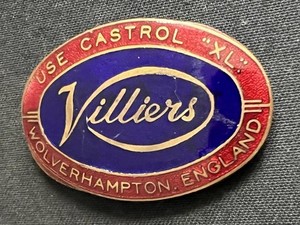 USE CASTROL "XL"
Villiers
WOLVERHAMPTON, ENGLAND